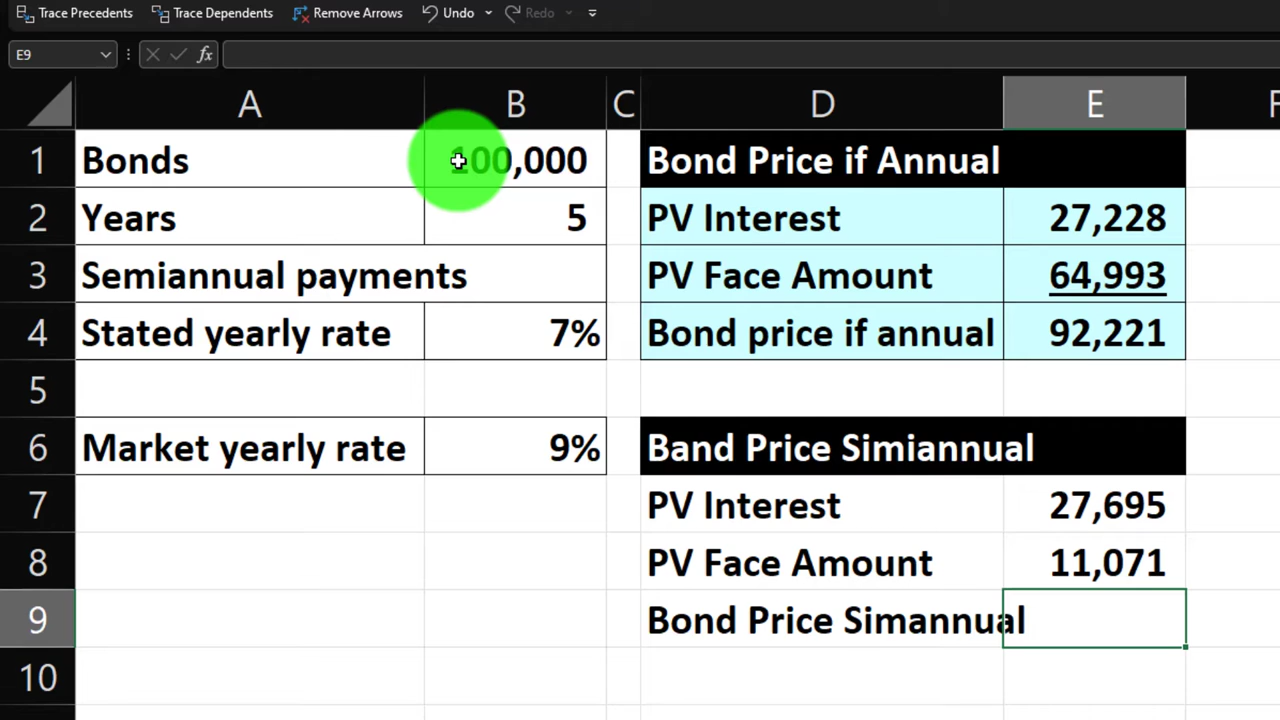 Trace Precedents Trace Dependents Remove Arrows Undo Redo
E9 fx
A B C D E F
1 Bonds 100,000 Bond Price if Annual
2 Years 5 PV Interest 27,228
3 Semiannual payments PV Face Amount 64,993
4 Stated yearly rate 7% Bond price if annual 92,221
5
6 Market yearly rate 9% Band Price Simiannual
7 PV Interest 27,695
8 PV Face Amount 11,071
9 Bond Price Simannual
10